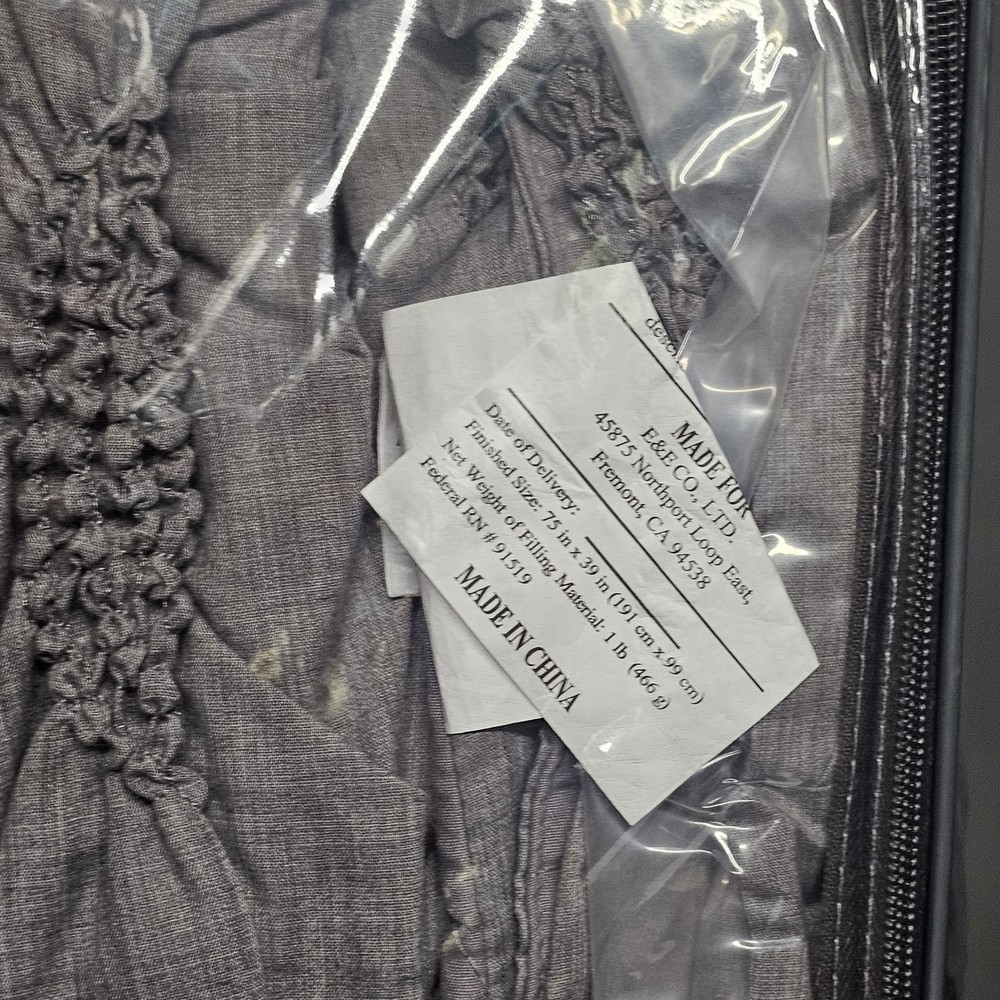 MADE FOR
E&E CO., LTD.
45875 Northport Loop East,
Fremont, CA 94538
Date of Delivery:
Finished Size: 75 in x 39 in (191 cm x 99 cm)
Net Weight of Filling Material: 1 lb (466 g)
Federal RN # 91519
MADE IN CHINA